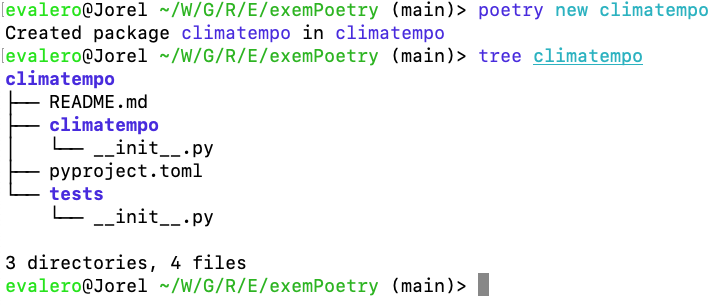 evalero@Jorel ~/W/G/R/E/exemPoetry (main)> poetry new climatempo
Created package climatempo in climatempo
evalero@Jorel ~/W/G/R/E/exemPoetry (main)> tree climatempo
climatempo
├── README.md
├── climatempo
│   └── __init__.py
├── pyproject.toml
└── tests
    └── __init__.py

3 directories, 4 files
evalero@Jorel ~/W/G/R/E/exemPoetry (main)>